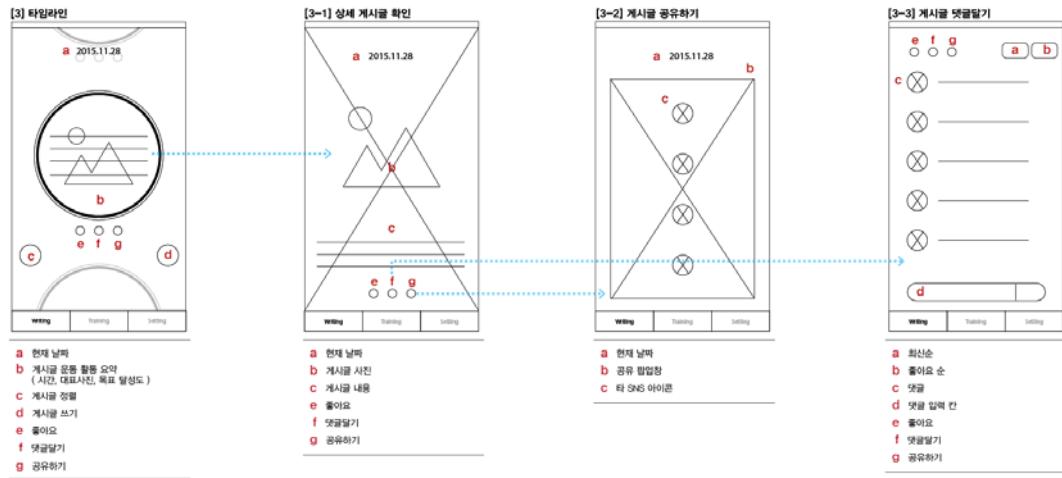 [3] 타임라인
a 2015.11.28
b
c
d
e f g
Writing Training Setting
a 현재 날짜
b 게시글 운동 활동 요약
( 시간, 대표사진, 목표 달성도 )
c 게시글 정렬
d 게시글 쓰기
e 좋아요
f 댓글달기
g 공유하기
[3-1] 상세 게시글 확인
a 2015.11.28
b
c
e f g
Writing Training Setting
a 현재 날짜
b 게시글 사진
c 게시글 내용
e 좋아요
f 댓글달기
g 공유하기
[3-2] 게시글 공유하기
a 2015.11.28
b
c
Writing Training Setting
a 현재 날짜
b 공유 팝업창
c 타 SNS 아이콘
[3-3] 게시글 댓글달기
e f g
a b
c
d
Writing Training Setting
a 최신순
b 좋아요 순
c 댓글
d 댓글 입력 칸
e 좋아요
f 댓글달기
g 공유하기